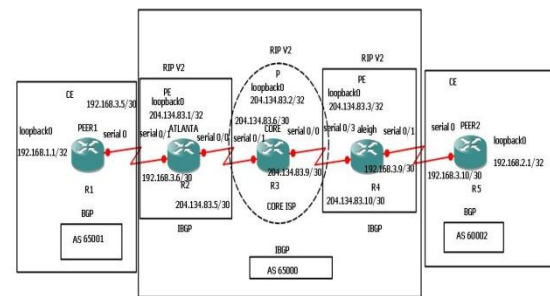 RIP V2
RIP V2
RIP V2
CE
192.168.3.5/30
loopback0
192.168.1.1/32
PEER1
serial 0
R1
BGP
AS 65001
PE
loopback0
204.134.83.1/32
serial 0/1
ATLANTA
serial 0/0
192.168.3.6/30
R2
204.134.83.5/30
IBGP
P
loopback0
204.134.83.2/32
204.134.83.6/30
serial 0/1
CORE
serial 0/0
204.134.83.9/30
R3
CORE ISP
IBGP
AS 65000
PE
loopback0
204.134.83.3/32
serial 0/3
aleigh
serial 0/1
192.168.3.9/30
R4
204.134.83.10/30
IBGP
CE
serial 0
PEER2
loopback0
192.168.2.1/32
192.168.3.10/30
R5
BGP
AS 60002